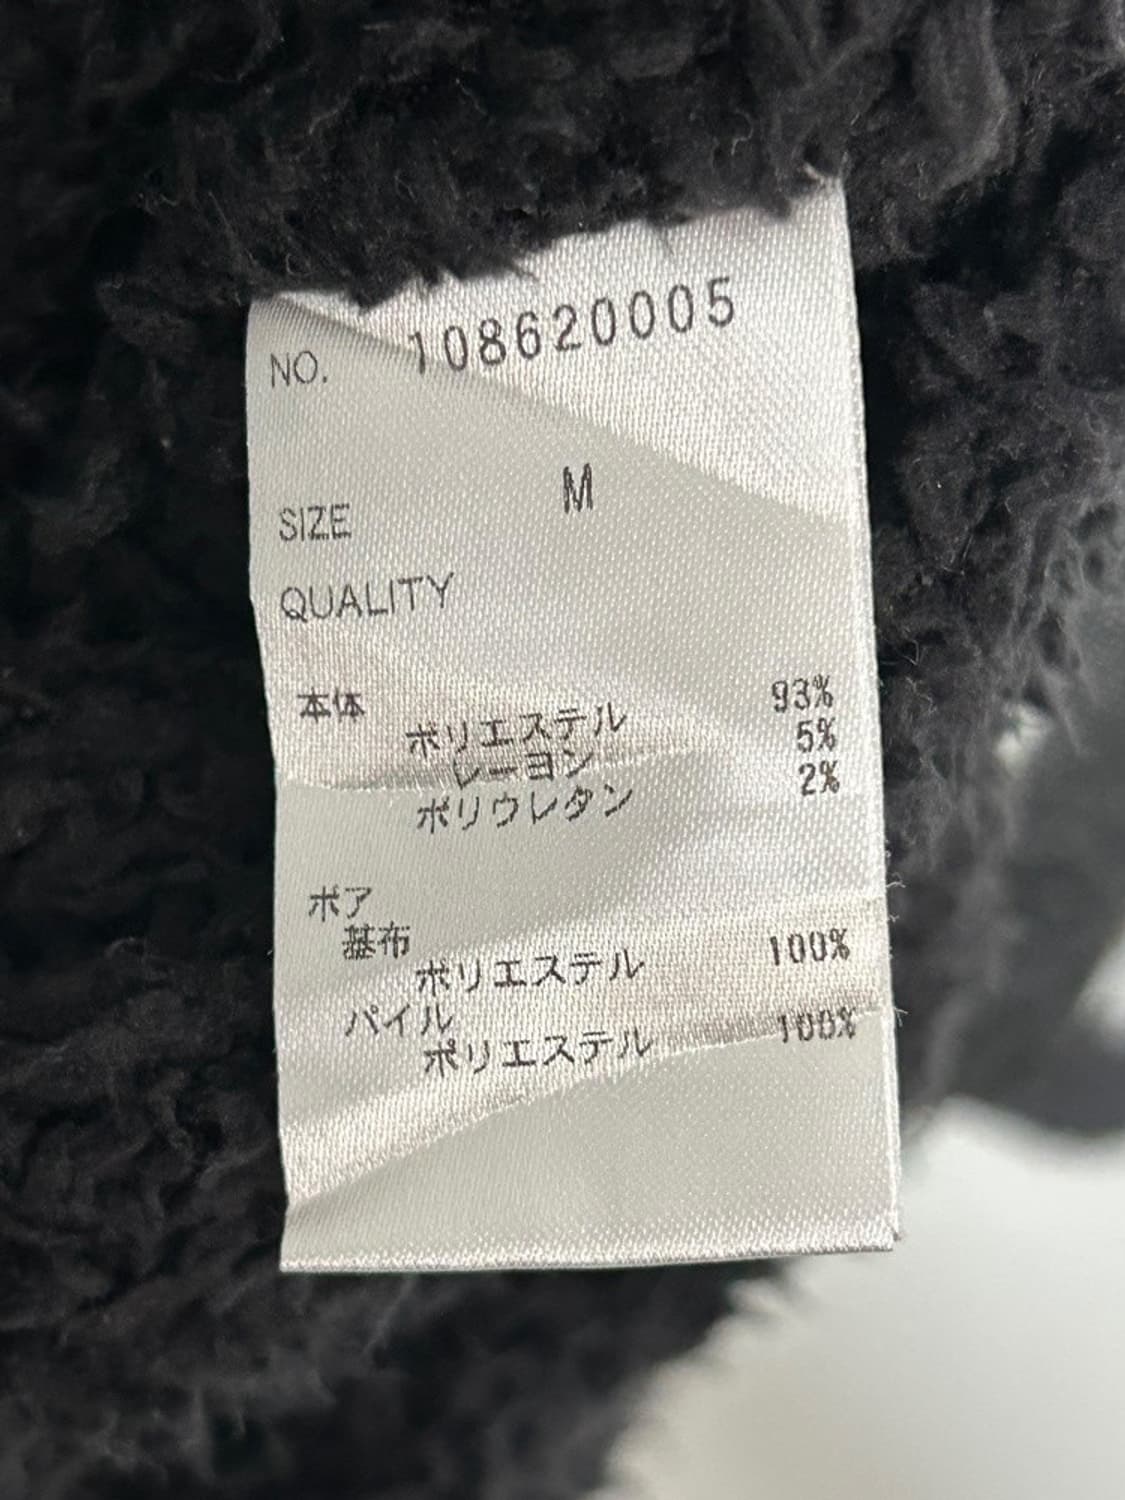 NO. 108620005
SIZE M
QUALITY
本体
ポリエステル 93%
レーヨン 5%
ポリウレタン 2%
ボア
基布
ポリエステル 100%
パイル
ポリエステル 100%